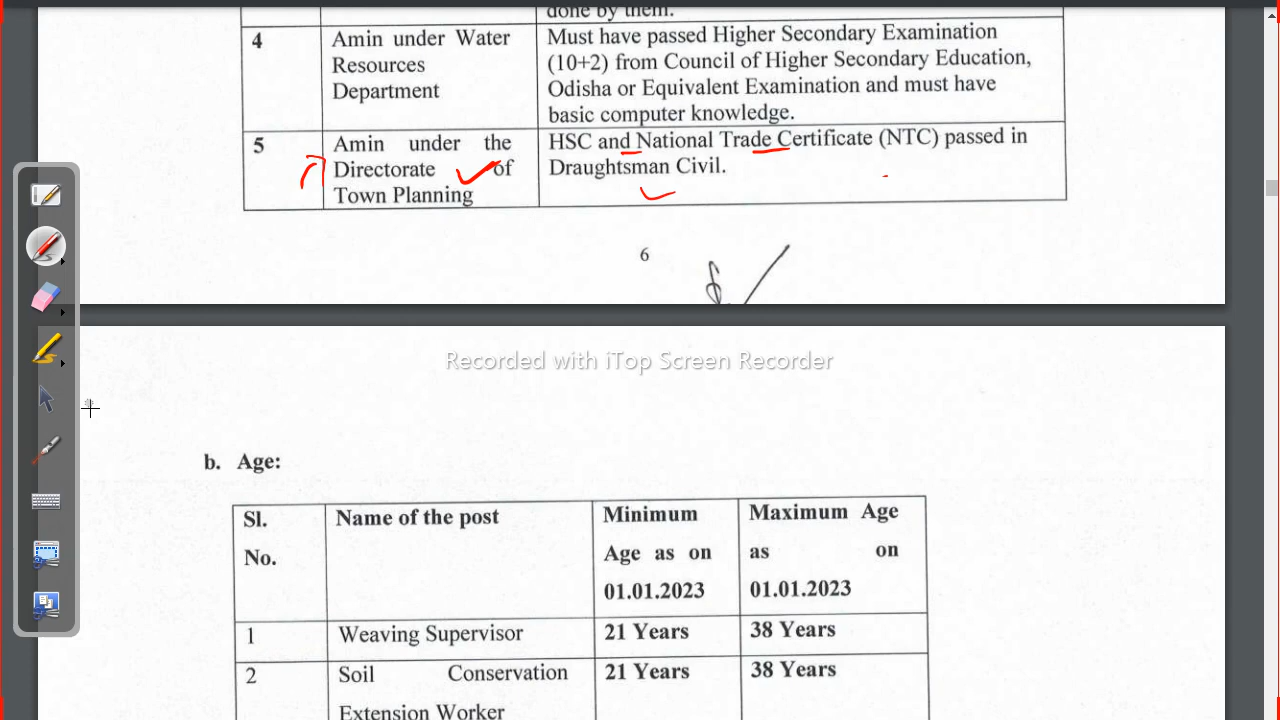 done by them.
4
Amin under Water
Resources
Department
Must have passed Higher Secondary Examination
(10+2) from Council of Higher Secondary Education,
Odisha or Equivalent Examination and must have
basic computer knowledge.
5
Amin under the
Directorate of
Town Planning
HSC and National Trade Certificate (NTC) passed in
Draughtsman Civil.
6
Recorded with iTop Screen Recorder
b. Age:
Sl.
No.
Name of the post
Minimum
Age as on
01.01.2023
Maximum Age
as on
01.01.2023
1
Weaving Supervisor
21 Years
38 Years
2
Soil Conservation
Extension Worker
21 Years
38 Years